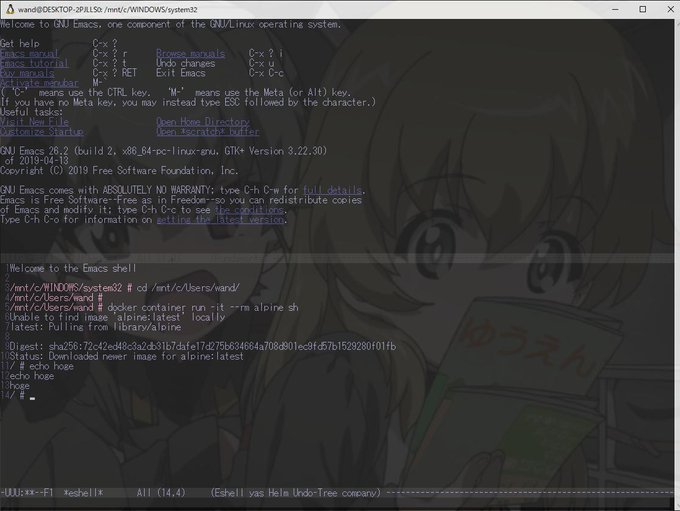 wand@DESKTOP-2PJLLS0: /mnt/c/WINDOWS/system32
Welcome to GNU Emacs, one component of the GNU/Linux operating system.
Get help C-x ?
Emacs manual C-x ? r Browse manuals C-x ? i
Emacs tutorial C-x ? t Undo changes C-x u
Buy manuals C-x ? RET Exit Emacs C-x C-c
Activate menubar M-`
(‘C-’ means use the CTRL key. ‘M-’ means use the Meta (or Alt) key.
If you have no Meta key, you may instead type ESC followed by the character.)
Useful tasks:
Visit New File Open Home Directory
Customize Startup Open *scratch* buffer
GNU Emacs 26.2 (build 2, x86_64-pc-linux-gnu, GTK+ Version 3.22.30)
of 2019-04-13
Copyright (C) 2019 Free Software Foundation, Inc.
GNU Emacs comes with ABSOLUTELY NO WARRANTY; type C-h C-w for full details.
Emacs is Free Software--Free as in Freedom--so you can redistribute copies
of Emacs and modify it; type C-h C-c to see the conditions.
Type C-h C-o for information on getting the latest version.
1Welcome to the Emacs shell
2
3/mnt/c/WINDOWS/system32 # cd /mnt/c/Users/wand/
4/mnt/c/Users/wand #
5/mnt/c/Users/wand # docker container run -it --rm alpine sh
6Unable to find image 'alpine:latest' locally
7latest: Pulling from library/alpine
8
9Digest: sha256:72c42ed48c3a2db31b7dafe17d275b634664a708d901ec9fd57b1529280f01fb
10Status: Downloaded newer image for alpine:latest
11/ # echo hoge
12echo hoge
13hoge
14/ #
ゆうえん
-UUU:**--F1 *eshell* All (14,4) (Eshell yas Helm Undo-Tree company) ----------